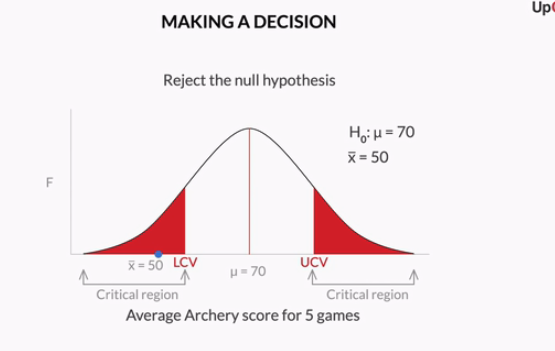 Up
MAKING A DECISION
Reject the null hypothesis
H₀: μ = 70
x̅ = 50
F
x̅ = 50 LCV μ = 70 UCV
Critical region Critical region
Average Archery score for 5 games